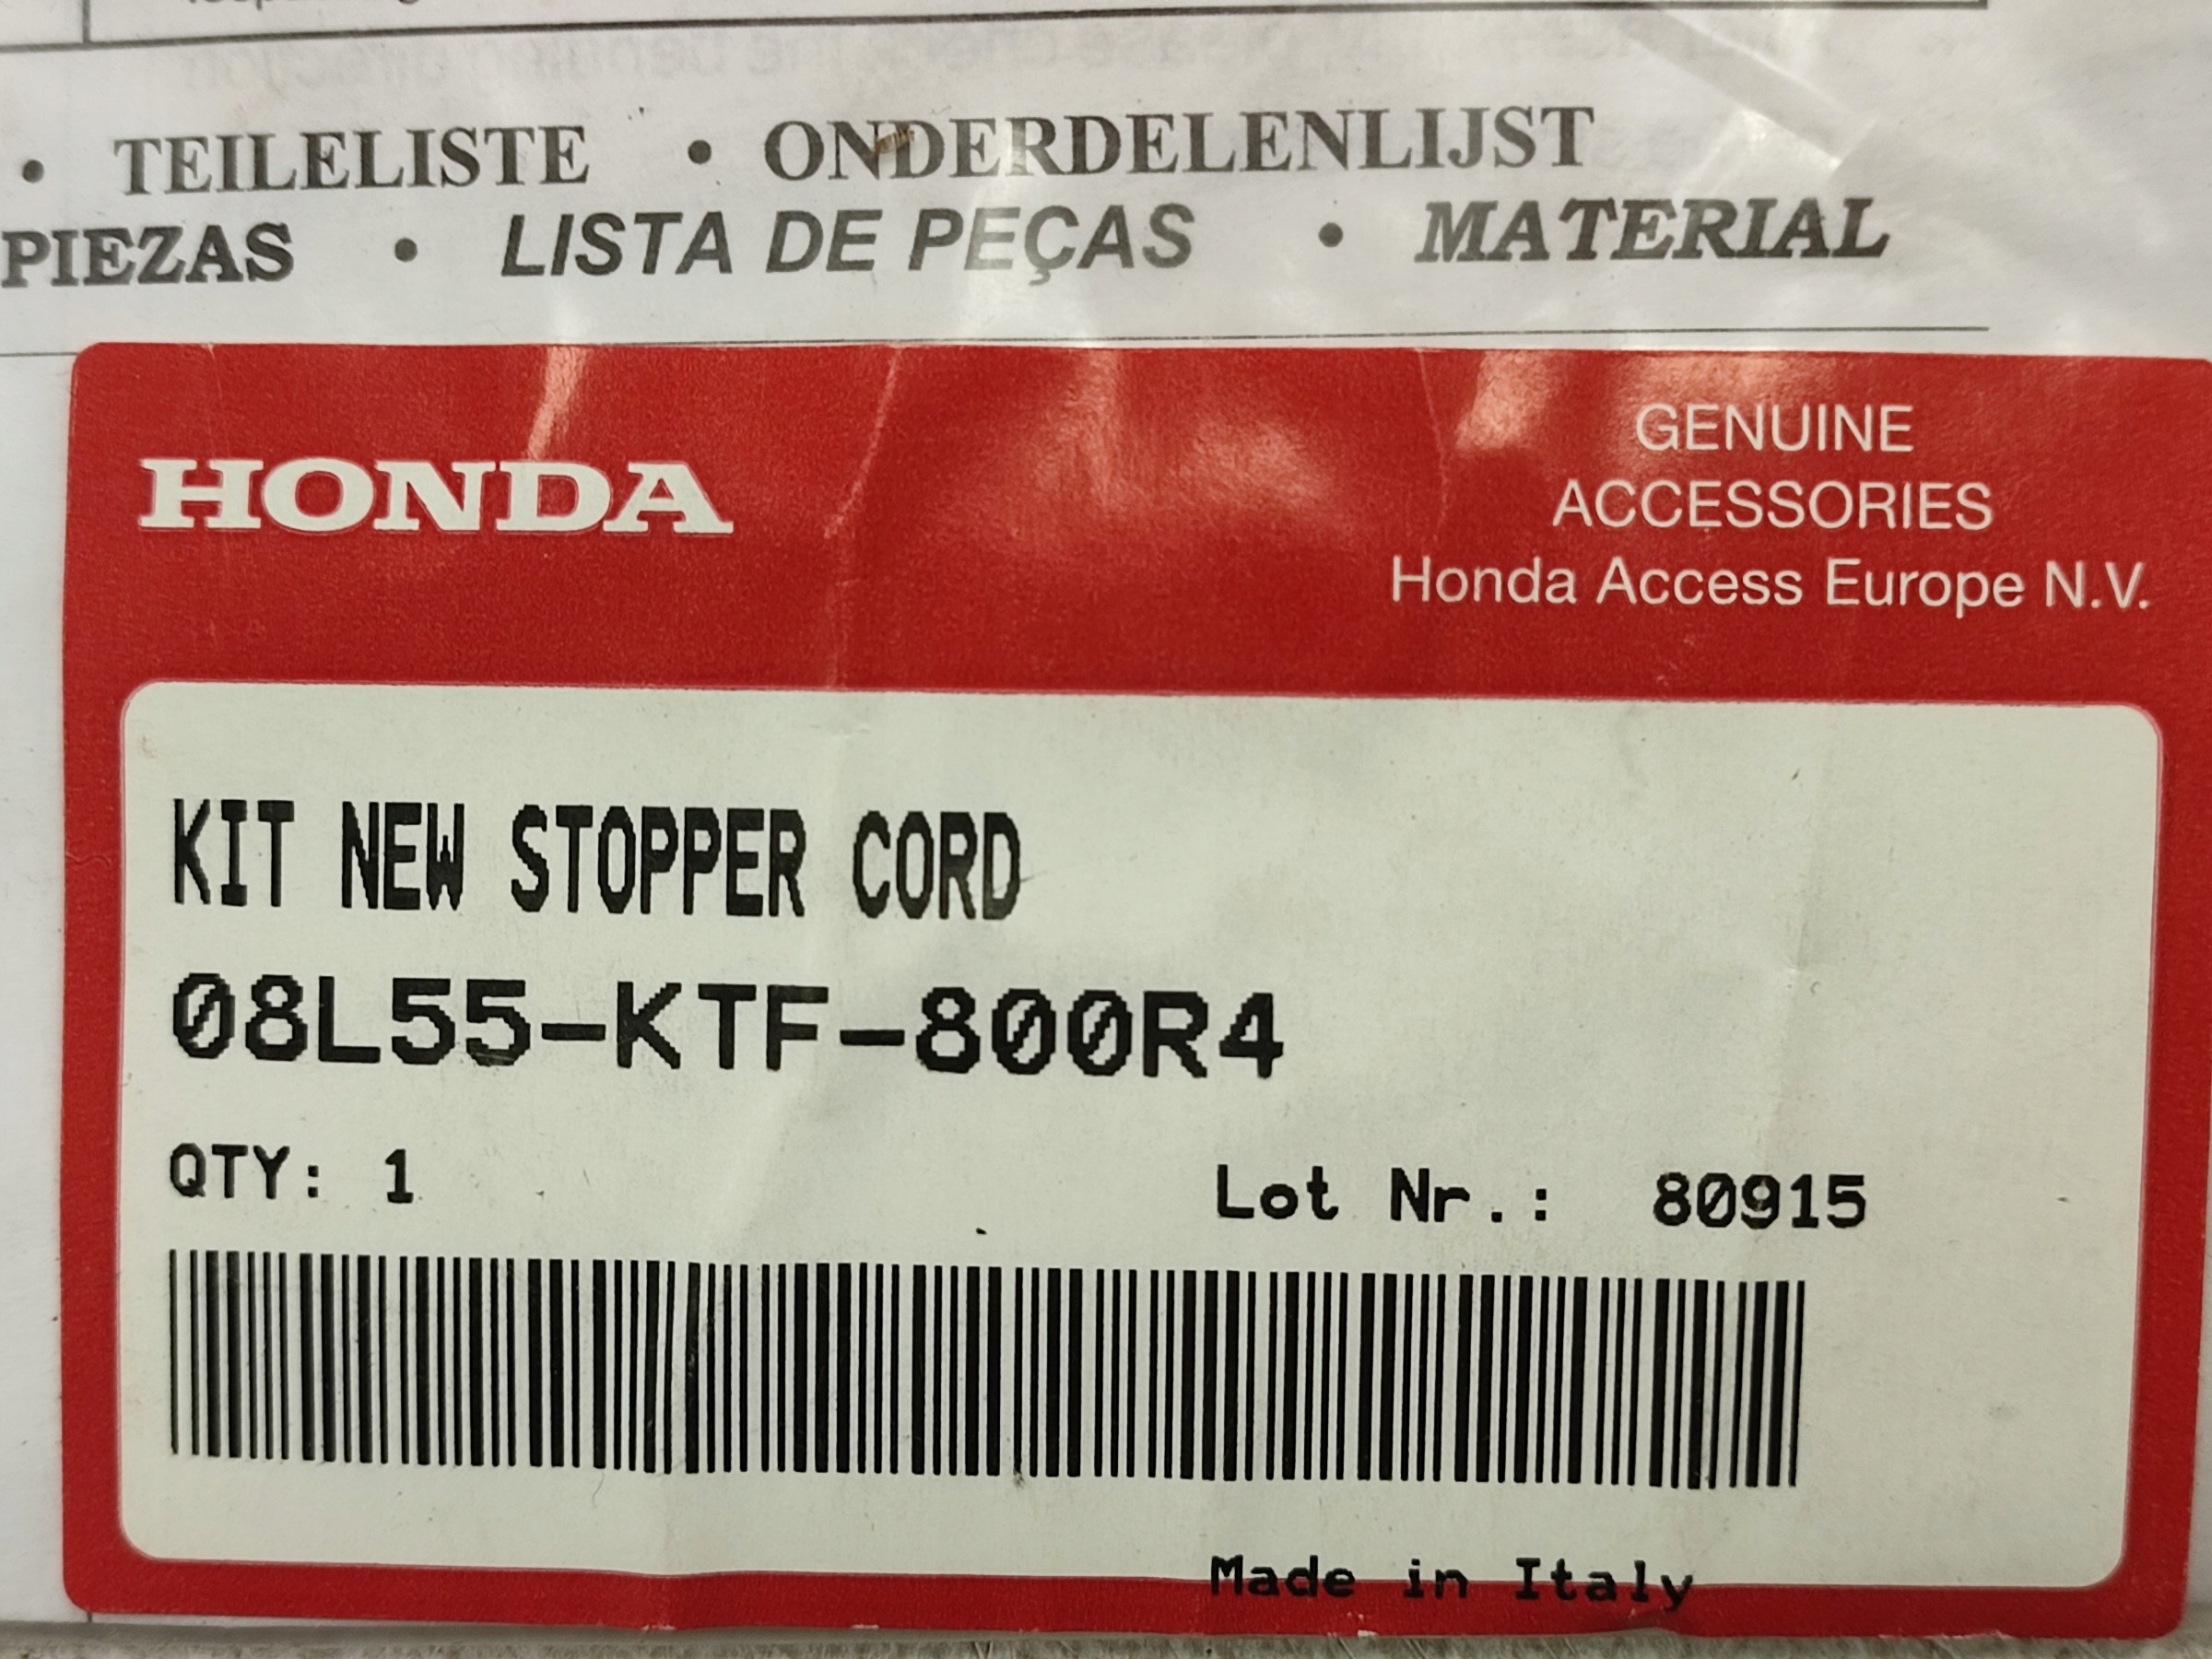 • TEILELISTE • ONDERDELENLIJST
PIEZAS • LISTA DE PEÇAS • MATERIAL
HONDA
GENUINE
ACCESSORIES
Honda Access Europe N.V.
KIT NEW STOPPER CORD
08L55-KTF-800R4
QTY: 1 Lot Nr.: 80915
Made in Italy